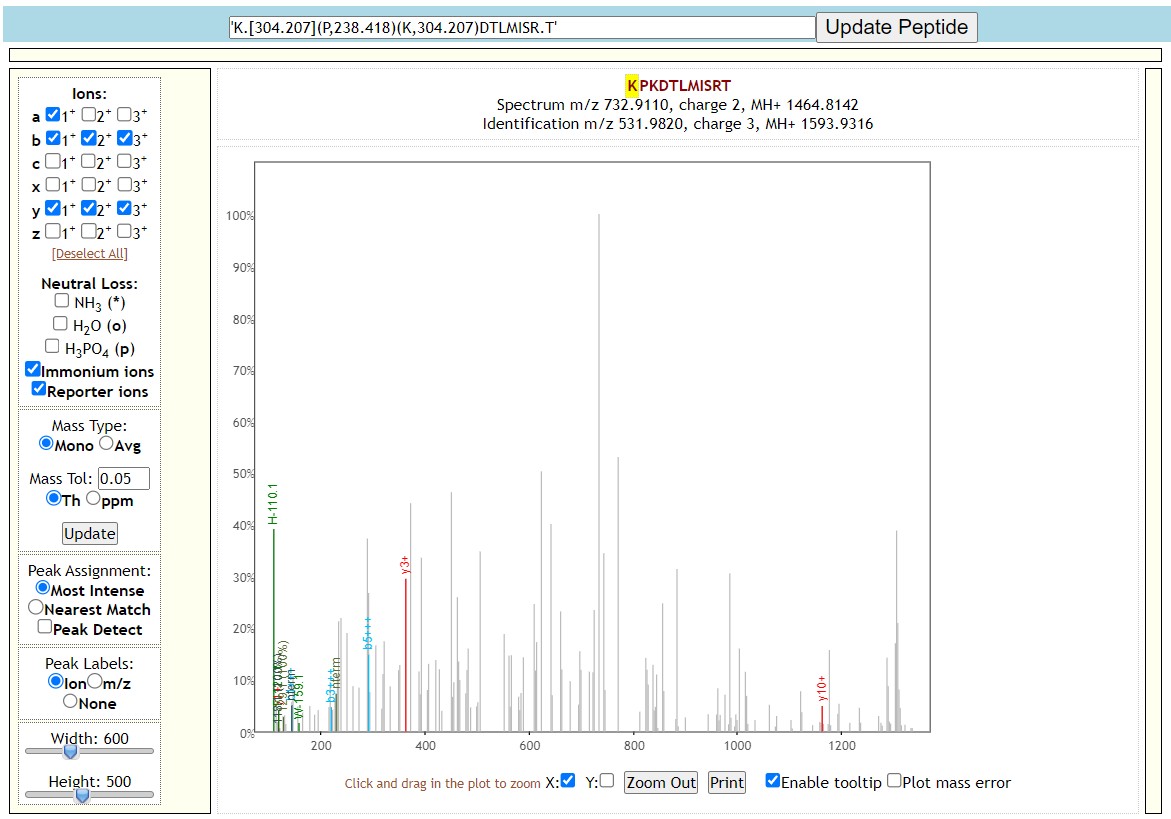 'K.[304.207](P,238.418)(K,304.207)DTLMISR.T'
Update Peptide
KPKDTLMISRT
Spectrum m/z 732.9110, charge 2, MH+ 1464.8142
Identification m/z 531.9820, charge 3, MH+ 1593.9316
Ions:
a 1+ 2+ 3+
b 1+ 2+ 3+
c 1+ 2+ 3+
x 1+ 2+ 3+
y 1+ 2+ 3+
z 1+ 2+ 3+
[Deselect All]
Neutral Loss:
NH3 (*)
H2O (o)
H3PO4 (p)
Immonium ions
Reporter ions
Mass Type:
Mono Avg
Mass Tol: 0.05
Th ppm
Update
Peak Assignment:
Most Intense
Nearest Match
Peak Detect
Peak Labels:
Ion m/z
None
Width: 600
Height: 500
100%
90%
80%
70%
60%
50%
40%
30%
20%
10%
0%
H-110.1
nterm
W-159.1
b3+++
nterm
b5+++
y3+
y10+
200 400 600 800 1000 1200
Click and drag in the plot to zoom X: Y: Zoom Out Print Enable tooltip Plot mass error